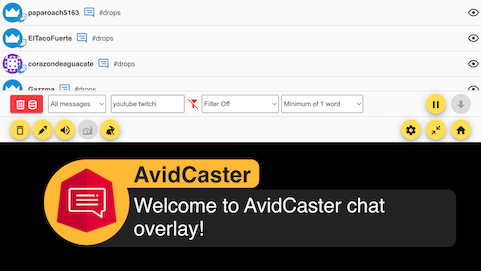 paparoach5163 #drops
ElTacoFuerte #drops
corazondeaguacate #drops
Gazzma #drops
All messages
youtube twitch
Filter Off
Minimum of 1 word
AvidCaster
Welcome to AvidCaster chat
overlay!